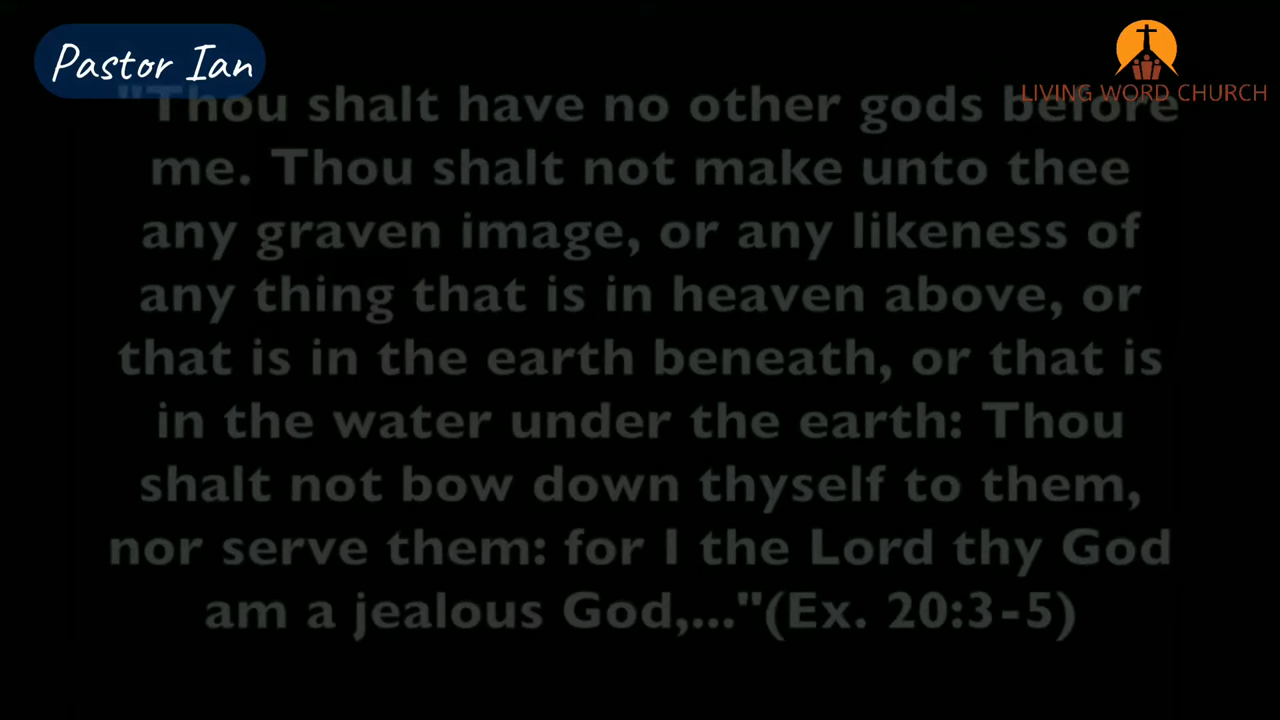 Pastor Ian
LIVING WORD CHURCH
"Thou shalt have no other gods before
me. Thou shalt not make unto thee
any graven image, or any likeness of
any thing that is in heaven above, or
that is in the earth beneath, or that is
in the water under the earth: Thou
shalt not bow down thyself to them,
nor serve them: for I the Lord thy God
am a jealous God,..."(Ex. 20:3-5)